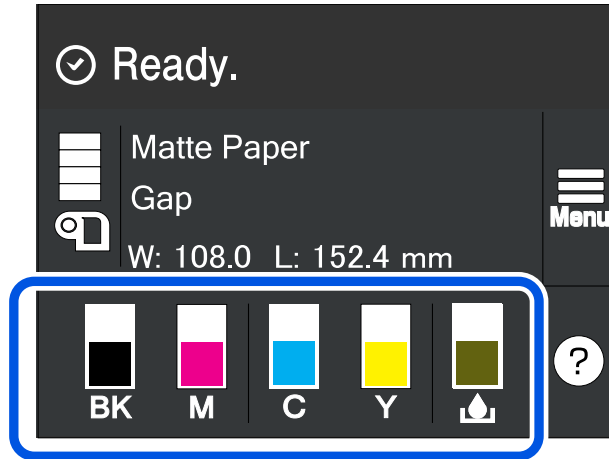 Ready.
Matte Paper
Gap
W: 108.0 L: 152.4 mm
Menu
BK M C Y
?